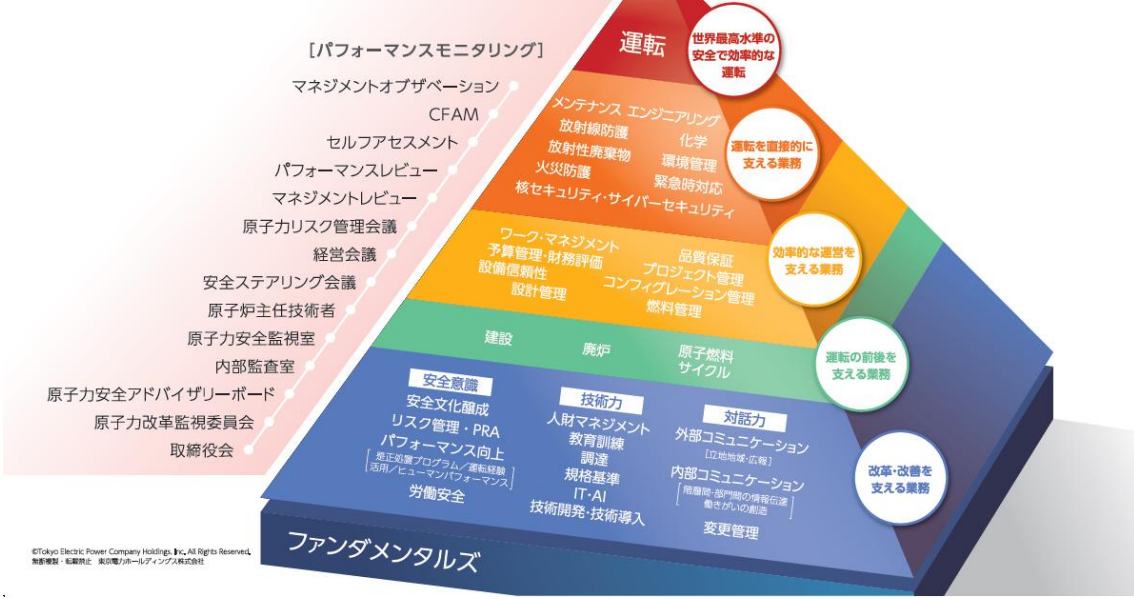 [パフォーマンスモニタリング]
マネジメントオブザベーション
CFAM
セルフアセスメント
パフォーマンスレビュー
マネジメントレビュー
原子力リスク管理会議
経営会議
安全ステアリング会議
原子炉主任技術者
原子力安全監視室
内部監査室
原子力安全アドバイザリーボード
原子力改革監視委員会
取締役会
運転
世界最高水準の
安全で効率的な
運転
メンテナンス エンジニアリング
放射線防護 化学
放射性廃棄物 環境管理
火災防護 緊急時対応
核セキュリティ・サイバーセキュリティ
運転を直接的に
支える業務
ワーク・マネジメント 品質保証
予算管理・財務評価 プロジェクト管理
設備信頼性 コンフィグレーション管理
設計管理 燃料管理
効率的な運営を
支える業務
建設
廃炉
原子燃料
サイクル
運転の前後を
支える業務
安全意識
安全文化醸成
リスク管理・PRA
パフォーマンス向上
[是正処置プログラム/運転経験
活用/ヒューマンパフォーマンス]
労働安全
技術力
人財マネジメント
教育訓練
調達
規格基準
IT・AI
技術開発・技術導入
対話力
外部コミュニケーション
[立地地域・広報]
内部コミュニケーション
[階層間・部門間の情報伝達
働きがいの創造]
変更管理
改革・改善を
支える業務
ファンダメンタルズ
©Tokyo Electric Power Company Holdings, Inc. All Rights Reserved.
無断複製・転載禁止 東京電力ホールディングス株式会社